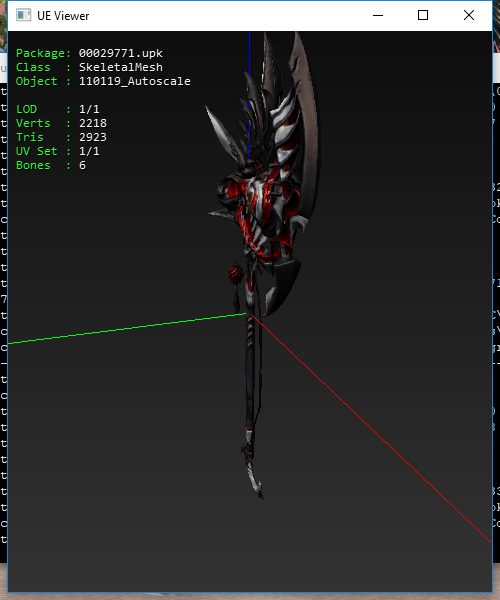 UE Viewer
Package: 00029771.upk
Class  : SkeletalMesh
Object : 110119_Autoscale
LOD    : 1/1
Verts  : 2218
Tris   : 2923
UV Set : 1/1
Bones  : 6